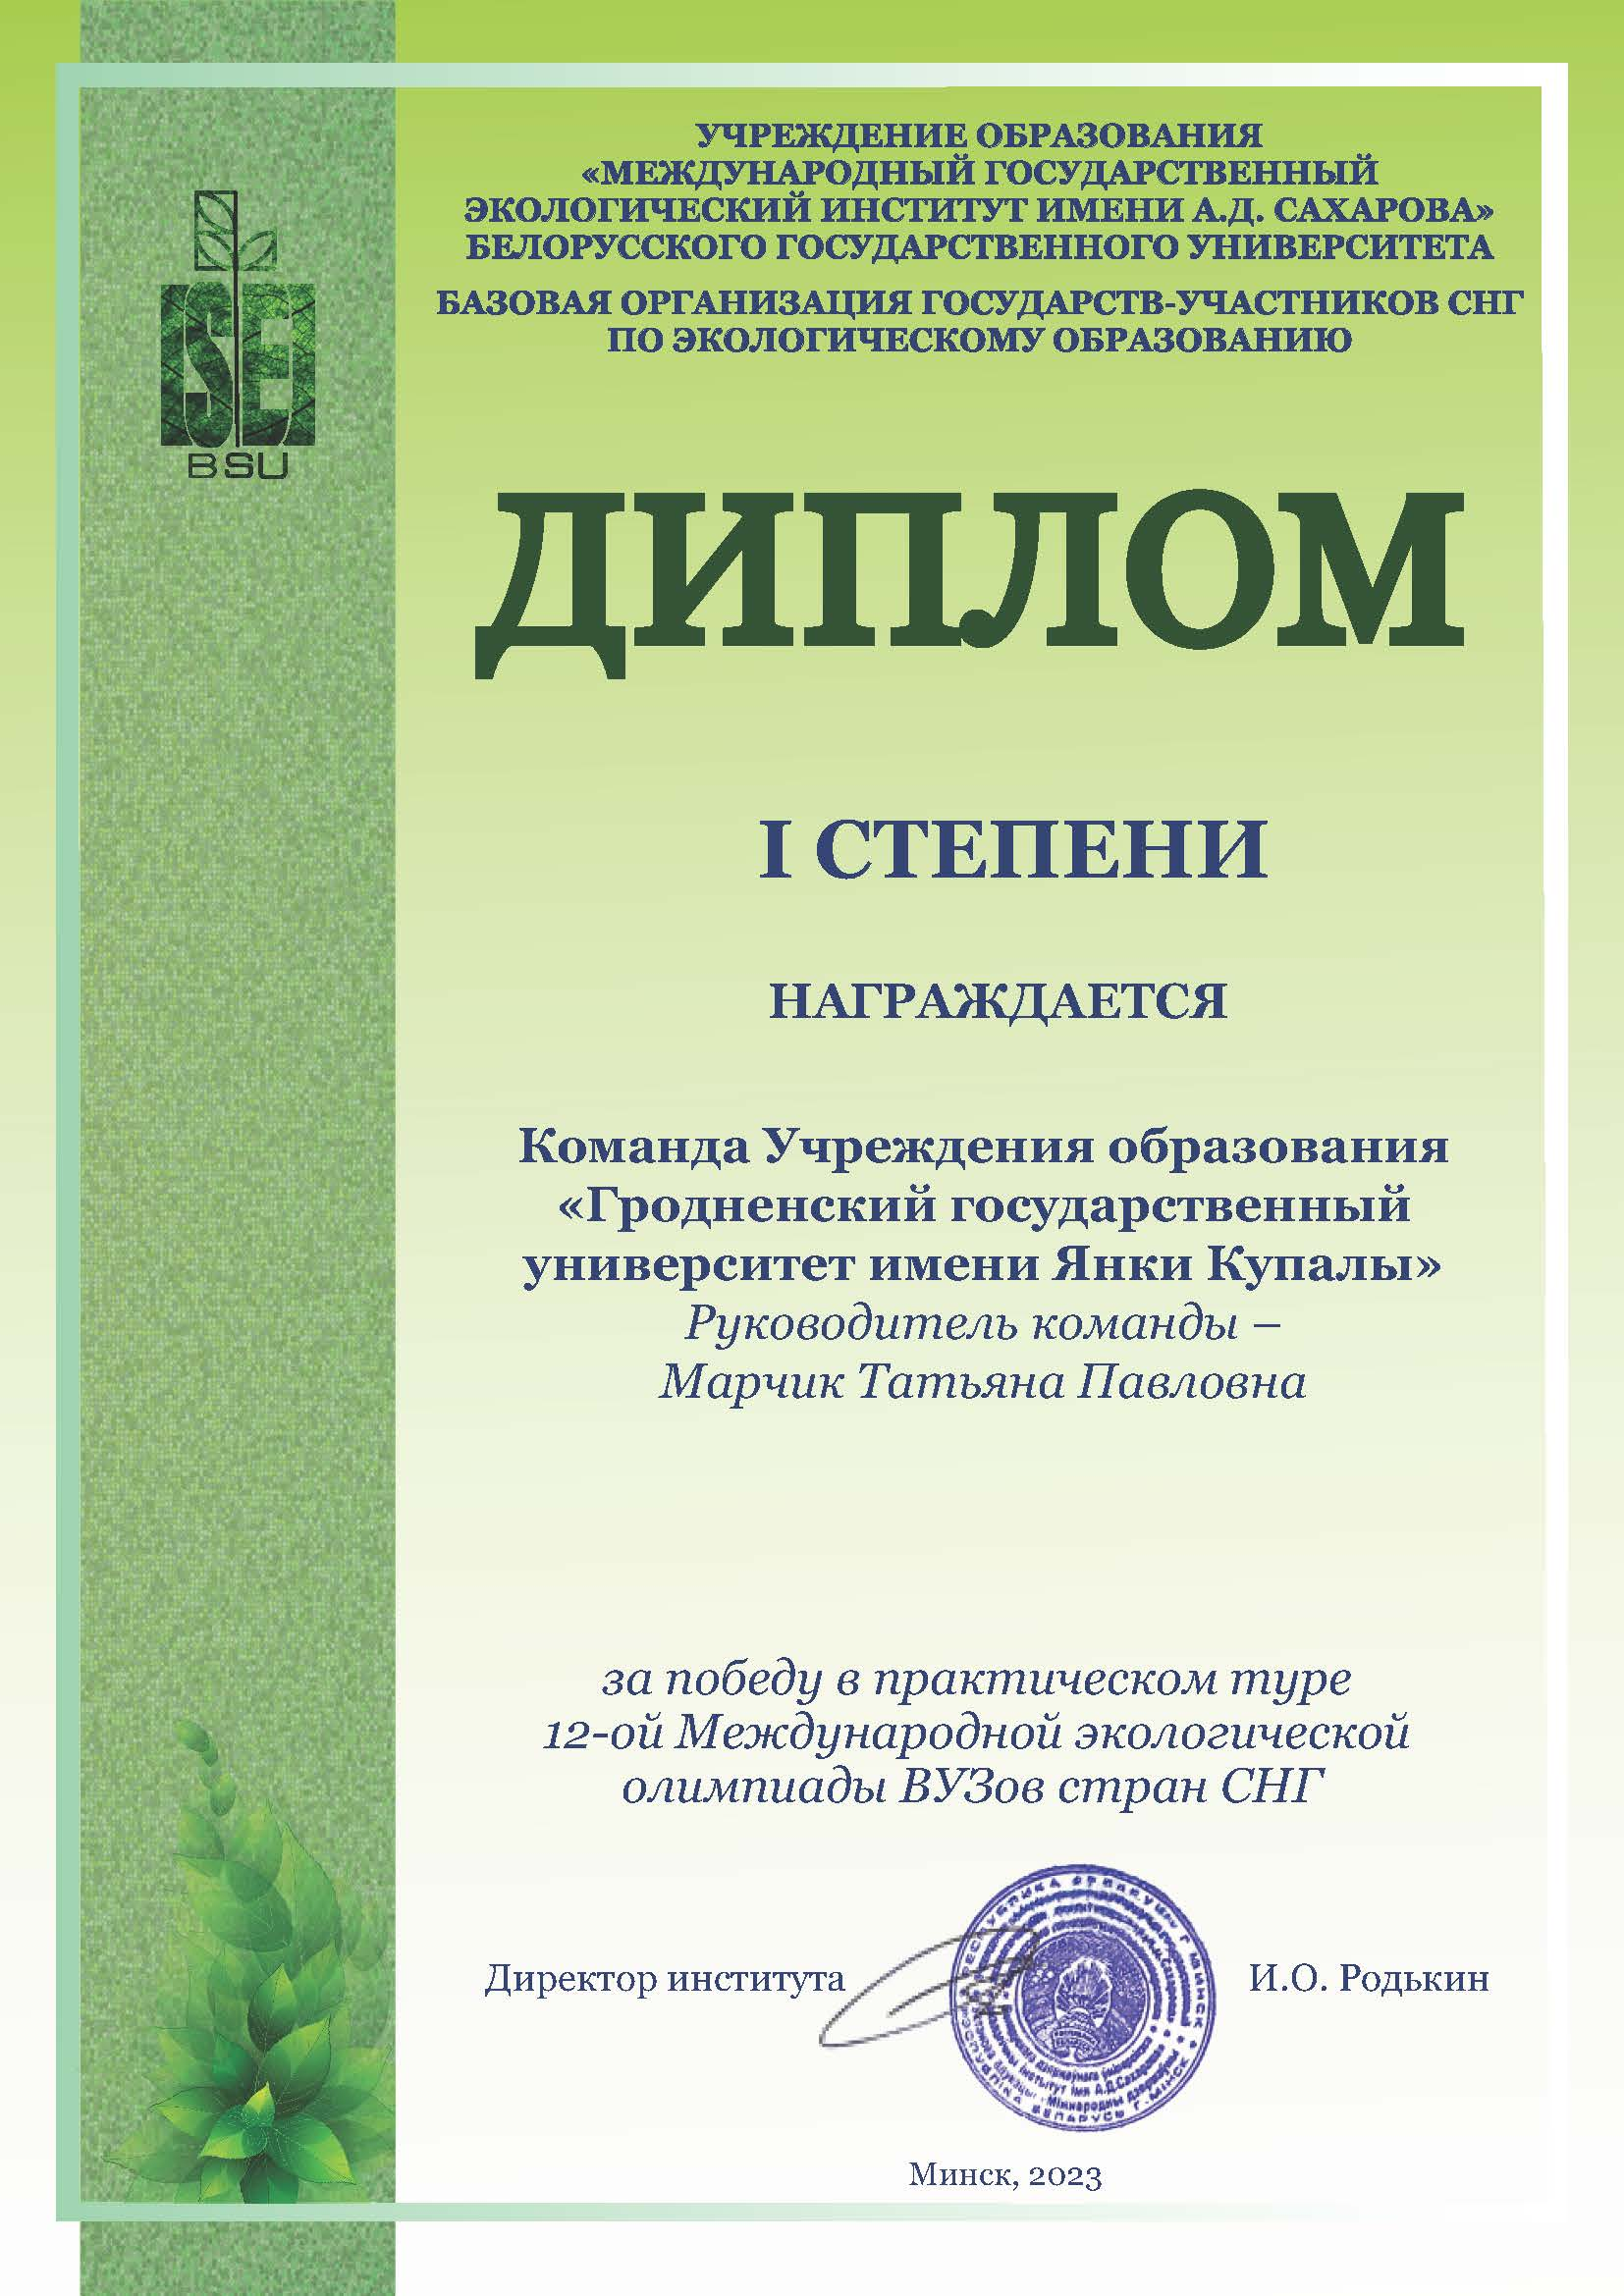 УЧРЕЖДЕНИЕ ОБРАЗОВАНИЯ
«МЕЖДУНАРОДНЫЙ ГОСУДАРСТВЕННЫЙ
ЭКОЛОГИЧЕСКИЙ ИНСТИТУТ ИМЕНИ А.Д. САХАРОВА»
БЕЛОРУССКОГО ГОСУДАРСТВЕННОГО УНИВЕРСИТЕТА
БАЗОВАЯ ОРГАНИЗАЦИЯ ГОСУДАРСТВ-УЧАСТНИКОВ СНГ
ПО ЭКОЛОГИЧЕСКОМУ ОБРАЗОВАНИЮ
ISEI
BSU
ДИПЛОМ
I СТЕПЕНИ
НАГРАЖДАЕТСЯ
Команда Учреждения образования
«Гродненский государственный
университет имени Янки Купалы»
Руководитель команды –
Марчик Татьяна Павловна
за победу в практическом туре
12-ой Международной экологической
олимпиады ВУЗов стран СНГ
Директор института
И.О. Родькин
Минск, 2023